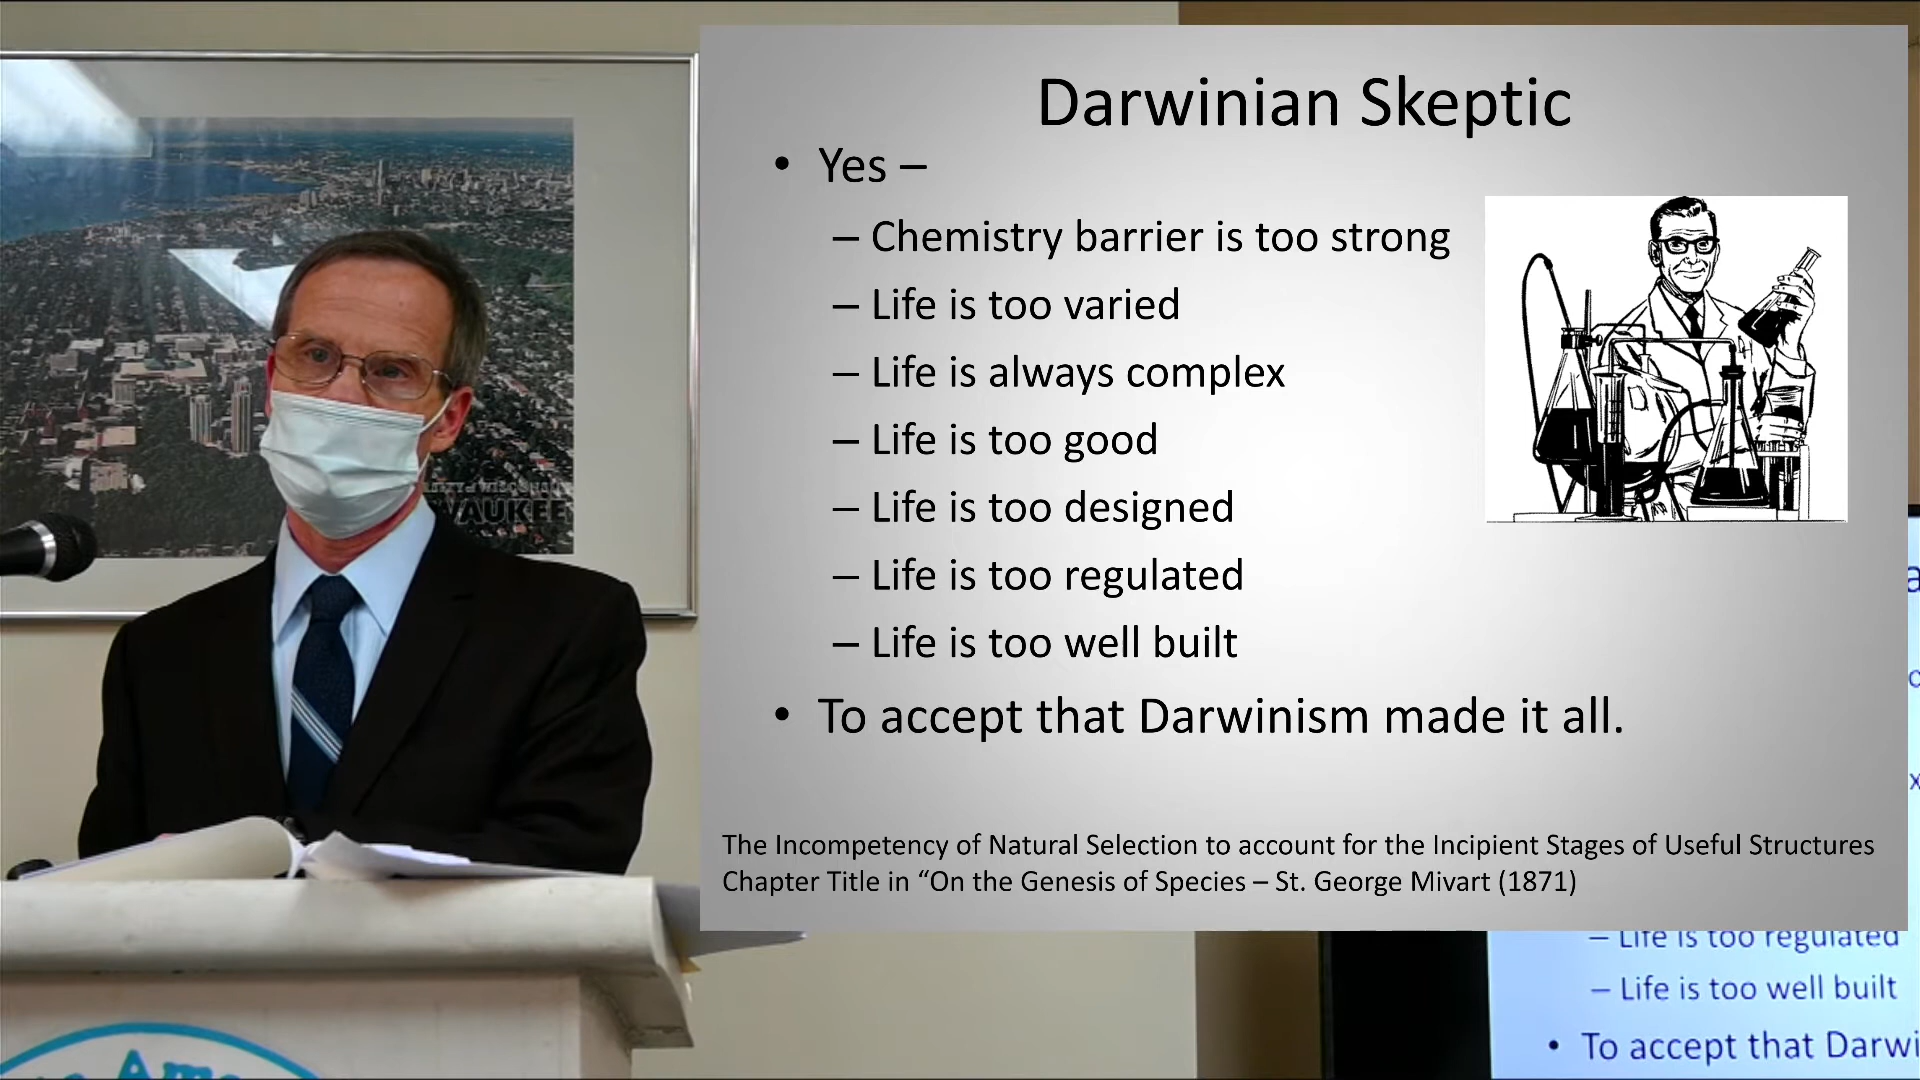 Darwinian Skeptic
• Yes –
– Chemistry barrier is too strong
– Life is too varied
– Life is always complex
– Life is too good
– Life is too designed
– Life is too regulated
– Life is too well built
• To accept that Darwinism made it all.
The Incompetency of Natural Selection to account for the Incipient Stages of Useful Structures
Chapter Title in “On the Genesis of Species – St. George Mivart (1871)
– Life is too regulated
– Life is too well built
• To accept that Darwi
WAUKEE